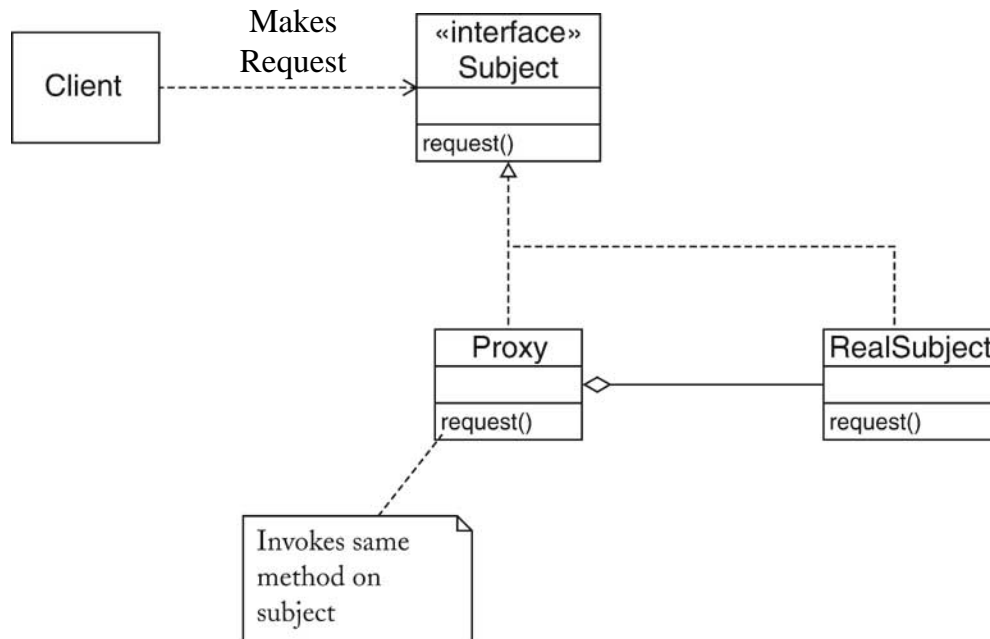 Makes
Request
Client
«interface»
Subject
request()
Proxy
request()
RealSubject
request()
Invokes same
method on
subject